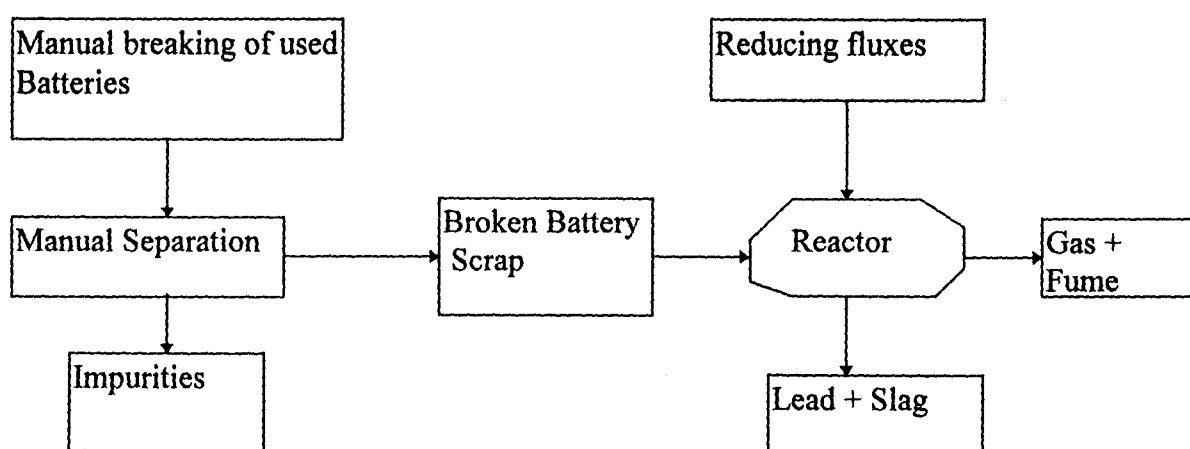 Manual breaking of used
Batteries
Reducing fluxes
Manual Separation
Broken Battery
Scrap
Reactor
Gas +
Fume
Impurities
Lead + Slag